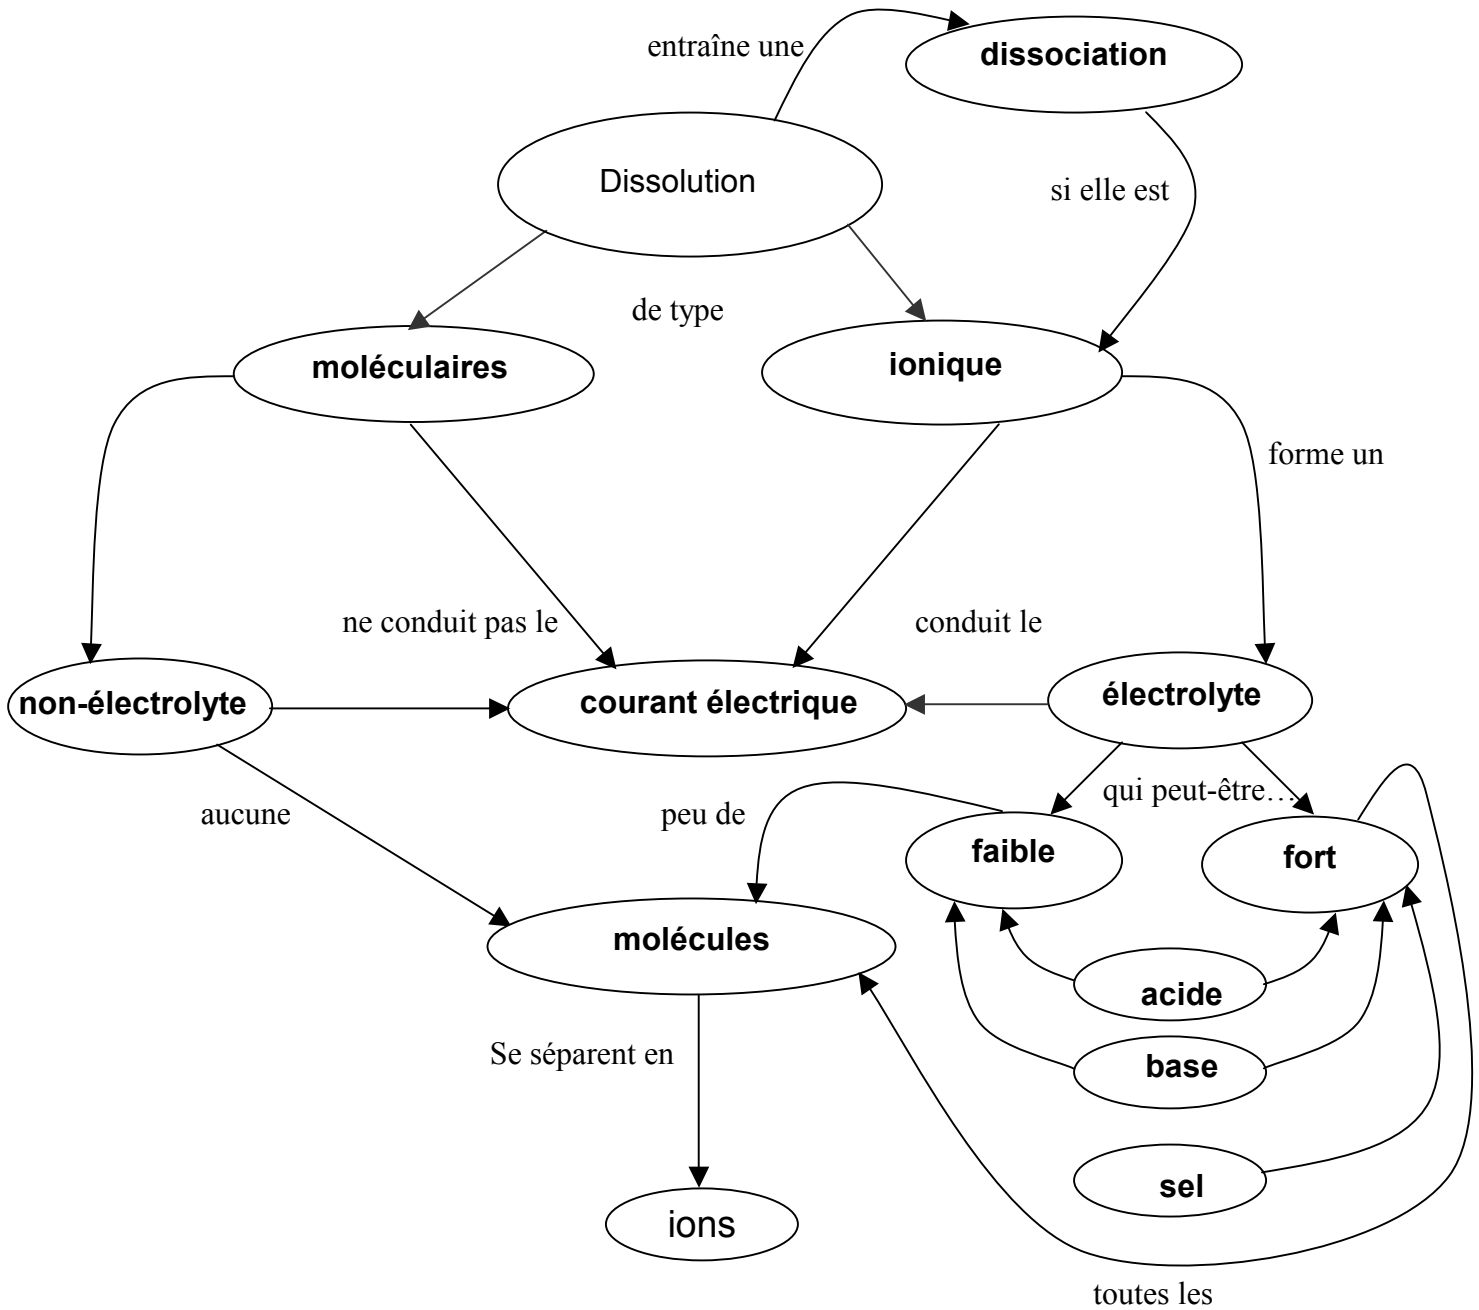 entraîne une
dissociation
Dissolution
si elle est
de type
moléculaires
ionique
forme un
ne conduit pas le
conduit le
non-électrolyte
courant électrique
électrolyte
aucune
peu de
qui peut-être…
faible
fort
molécules
acide
Se séparent en
base
sel
ions
toutes les